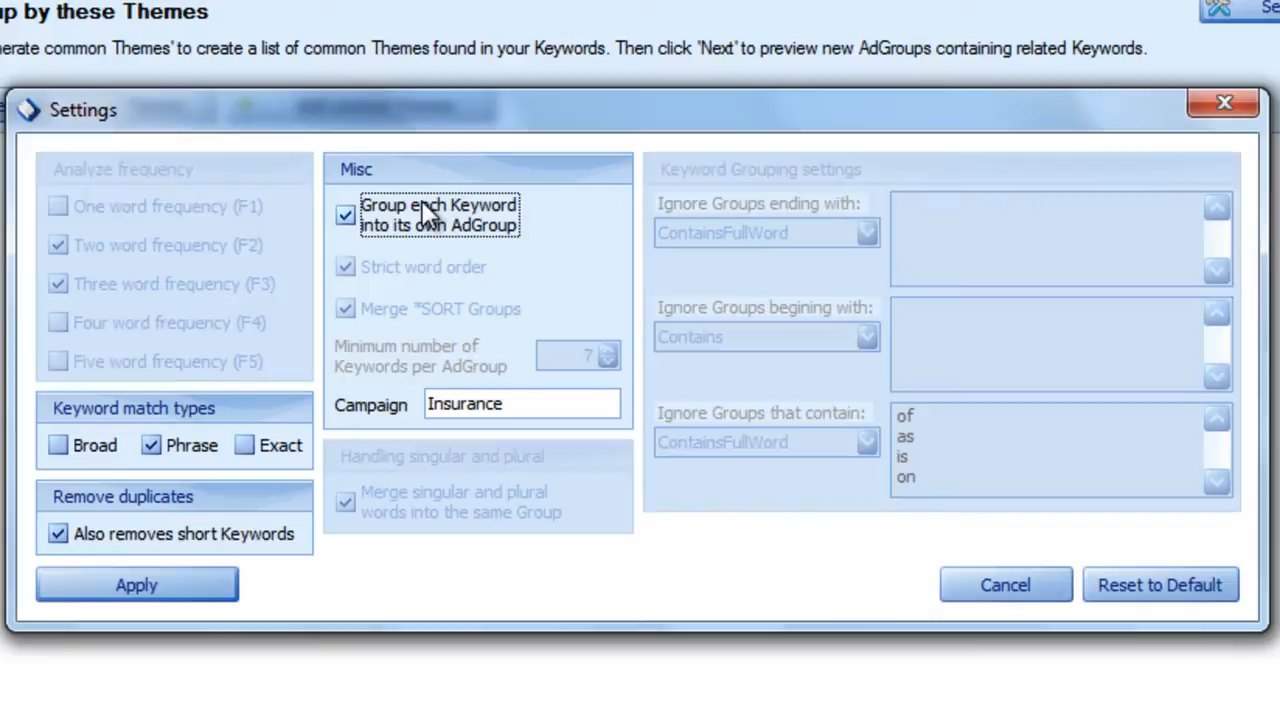 up by these Themes
Se
erate common Themes' to create a list of common Themes found in your Keywords. Then click 'Next' to preview new AdGroups containing related Keywords.
Settings
Analyze frequency
One word frequency (F1)
Two word frequency (F2)
Three word frequency (F3)
Four word frequency (F4)
Five word frequency (F5)
Keyword match types
Broad Phrase Exact
Remove duplicates
Also removes short Keywords
Apply
Misc
Group each Keyword
into its own AdGroup
Strict word order
Merge *SORT Groups
Minimum number of
Keywords per AdGroup
7
Campaign Insurance
Handling singular and plural
Merge singular and plural
words into the same Group
Keyword Grouping settings
Ignore Groups ending with:
ContainsFullWord
Ignore Groups begining with:
Contains
Ignore Groups that contain:
ContainsFullWord
of
as
is
on
Cancel Reset to Default